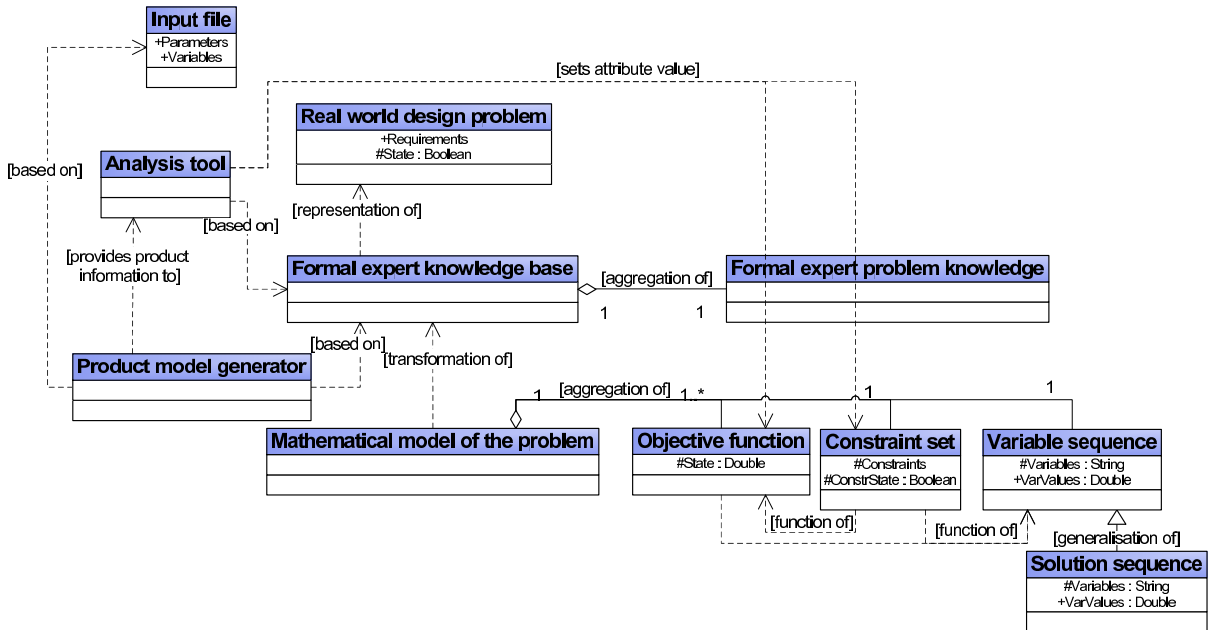 Input file
+Parameters
+Variables
[sets attribute value]
Real world design problem
+Requirements
#State : Boolean
Analysis tool
[based on]
[representation of]
[based on]
[provides product
information to]
Formal expert knowledge base
[aggregation of]
Formal expert problem knowledge
1
1
[based on]
[transformation of]
Product model generator
[aggregation of]
1
1..*
1
1
Mathematical model of the problem
Objective function
#State : Double
Constraint set
#Constraints
#ConstrState : Boolean
Variable sequence
#Variables : String
+VarValues : Double
[function of]
[function of]
[generalisation of]
Solution sequence
#Variables : String
+VarValues : Double